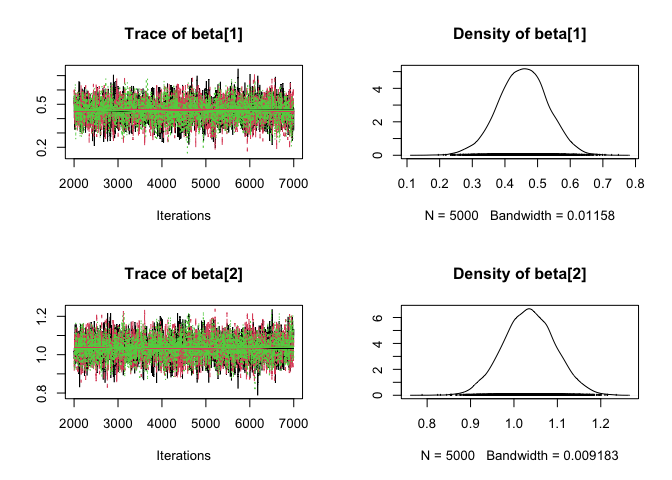 Trace of beta[1]
0.5
0.2
2000 3000 4000 5000 6000 7000
Iterations
Density of beta[1]
4
2
0
0.1 0.2 0.3 0.4 0.5 0.6 0.7 0.8
N = 5000 Bandwidth = 0.01158
Trace of beta[2]
1.2
1.0
0.8
2000 3000 4000 5000 6000 7000
Iterations
Density of beta[2]
6
4
2
0
0.8 0.9 1.0 1.1 1.2
N = 5000 Bandwidth = 0.009183